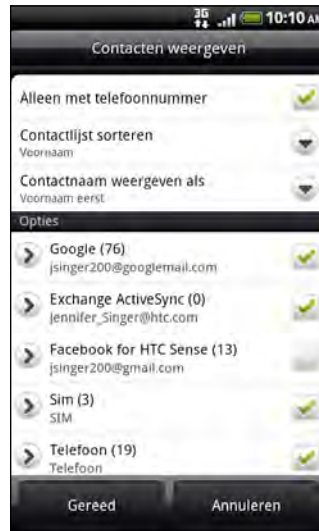 3G 10:10 AM
Contacten weergeven
Alleen met telefoonnummer
Contactlijst sorteren
Voornaam
Contactnaam weergeven als
Voornaam eerst
Opties
Google (76)
jsinger200@googlemail.com
Exchange ActiveSync (0)
jennifer_Singer@htc.com
Facebook for HTC Sense (13)
jsinger200@gmail.com
Sim (3)
SIM
Telefoon (19)
Telefoon
Gereed Annuleren